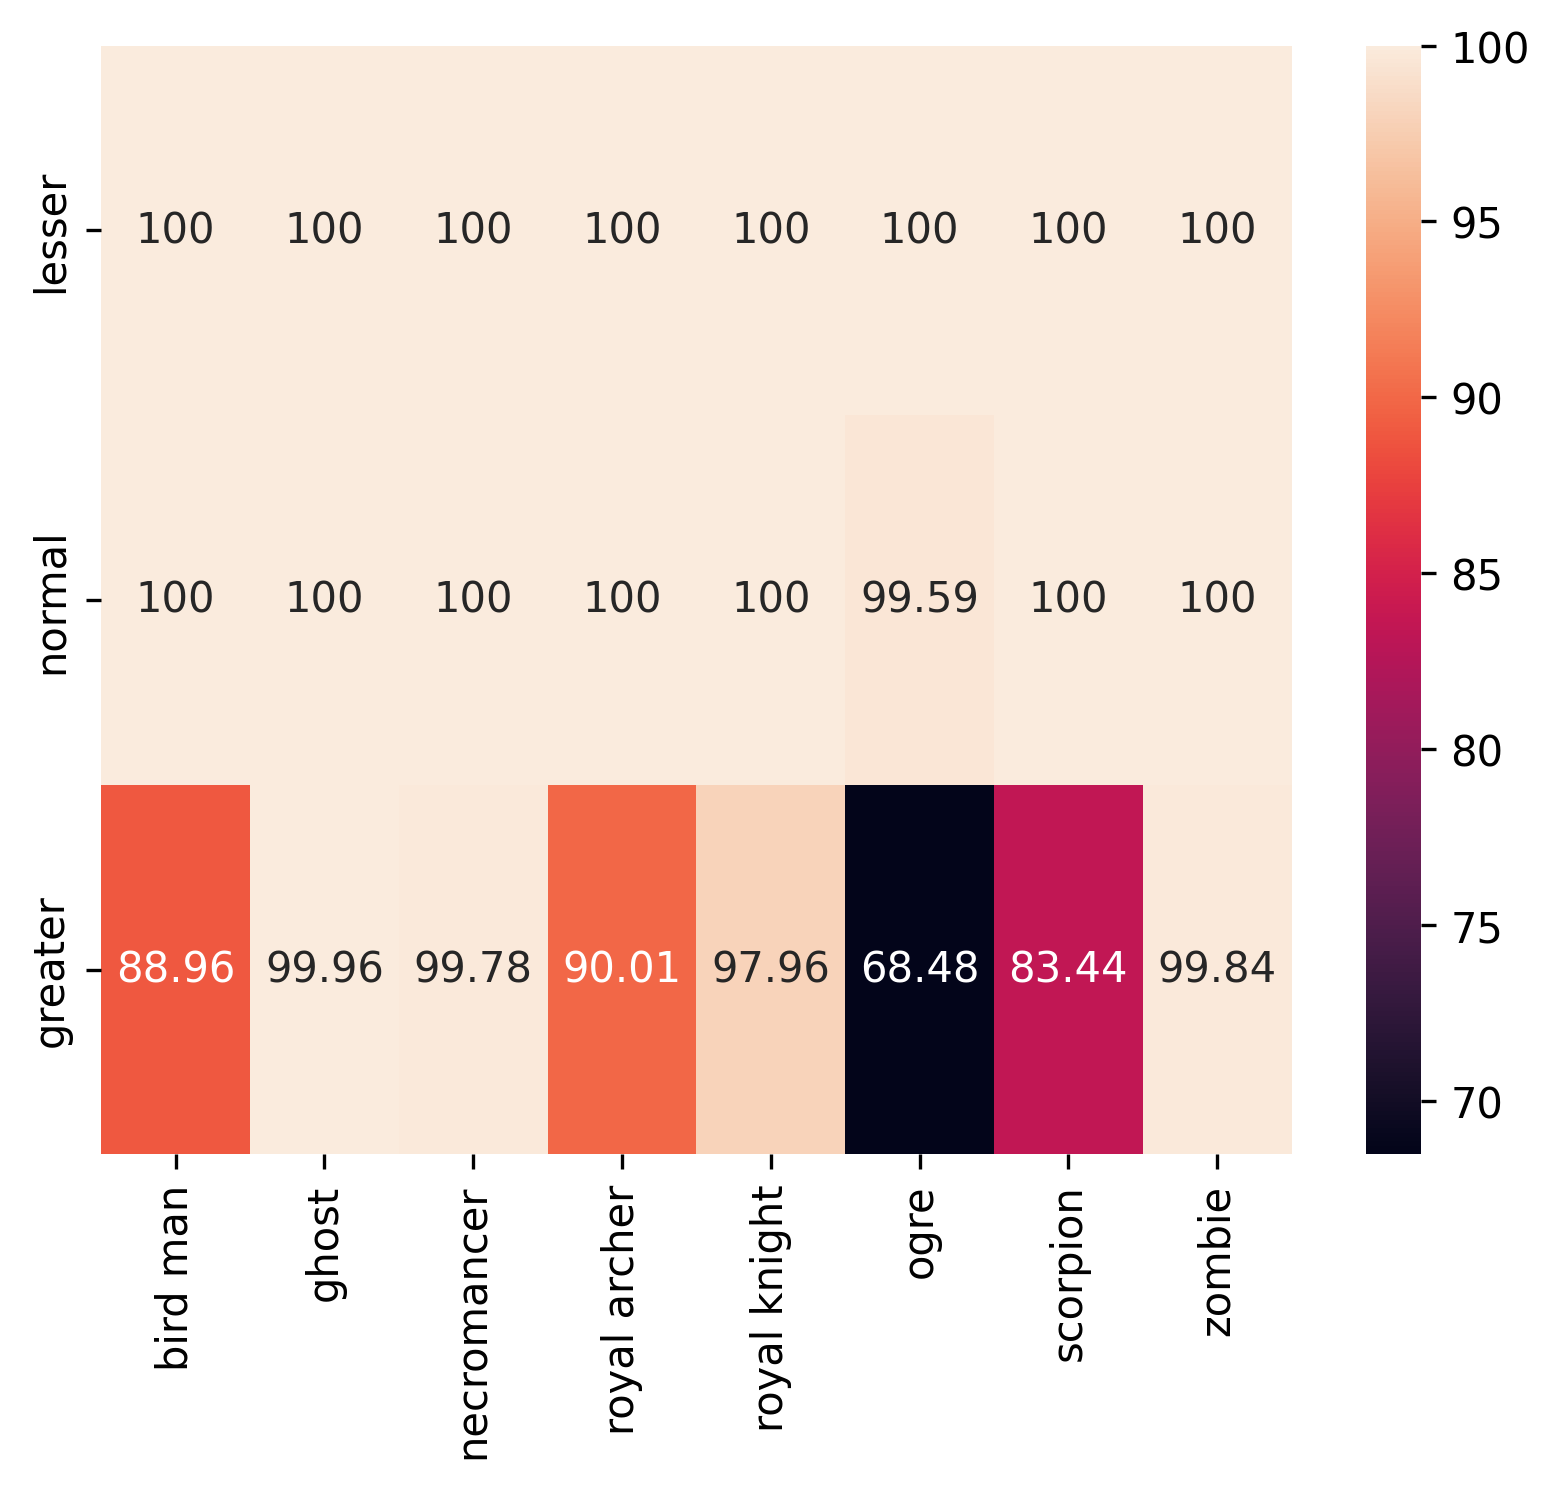 lesser 100 100 100 100 100 100 100 100
normal 100 100 100 100 100 99.59 100 100
greater 88.96 99.96 99.78 90.01 97.96 68.48 83.44 99.84
bird man
ghost
necromancer
royal archer
royal knight
ogre
scorpion
zombie
100
95
90
85
80
75
70